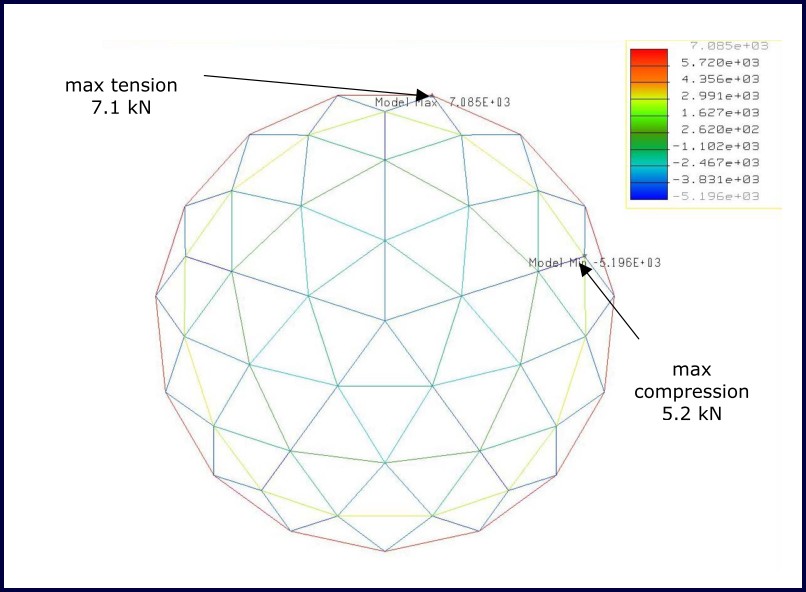 max tension
7.1 kN
Model Max 7.085E+03
7.085e+03
5.720e+03
4.356e+03
2.991e+03
1.627e+03
2.620e+02
-1.102e+03
-2.467e+03
-3.831e+03
-5.196e+03
Model Min -5.196E+03
max
compression
5.2 kN